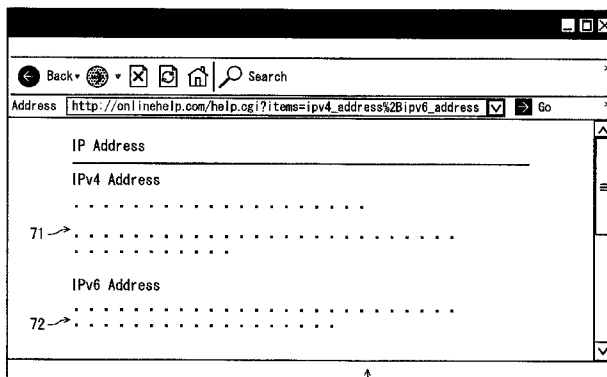 Back Search
Address http://onlinehelp.com/help.cgi?items=ipv4_address%2Bipv6_address Go
IP Address
IPv4 Address
71
IPv6 Address
72